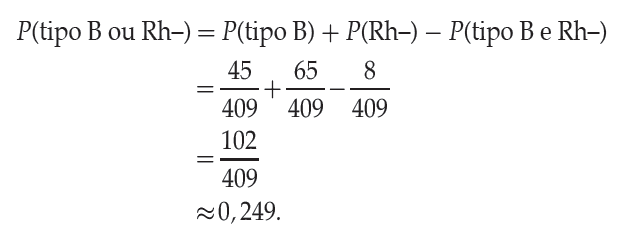 P(tipo B ou Rh–) = P(tipo B) + P(Rh–) − P(tipo B e Rh–)
= 45/409 + 65/409 − 8/409
= 102/409
≈0,249.